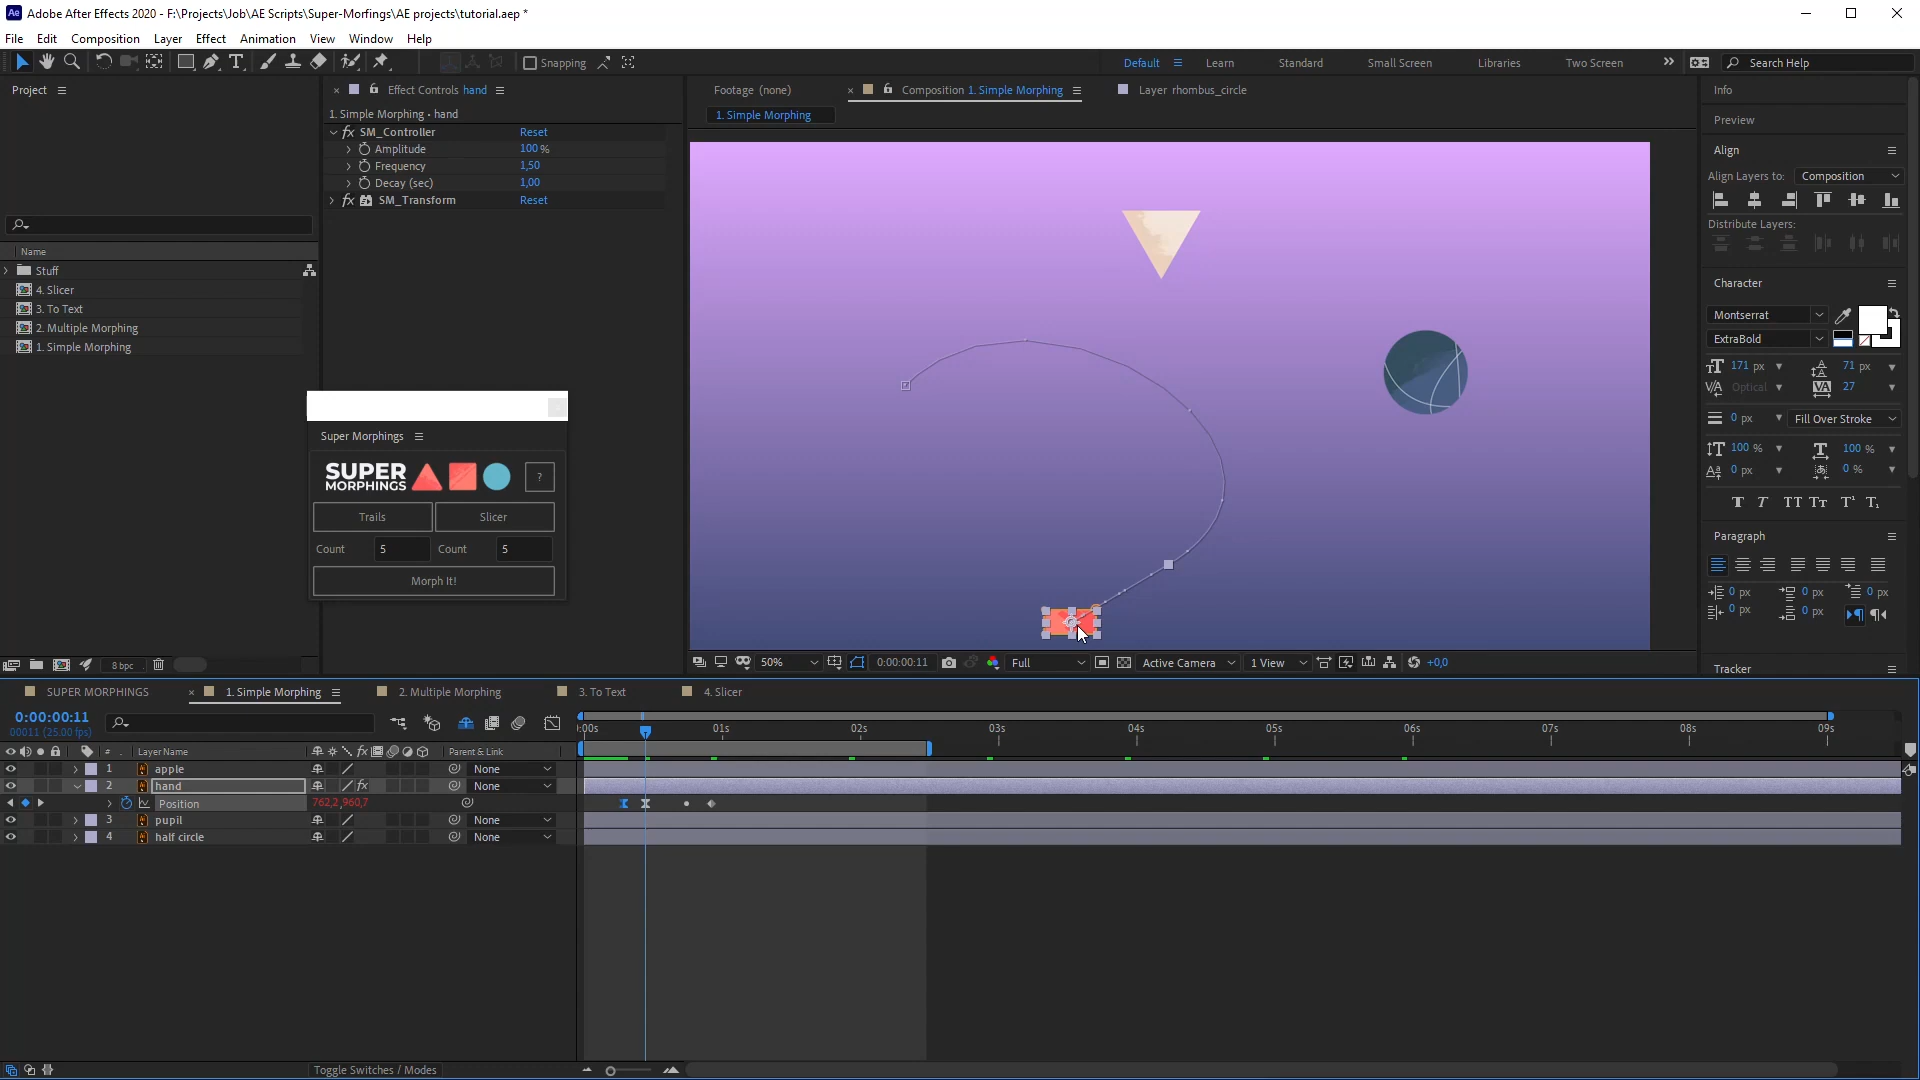 Adobe After Effects 2020 - F:\Projects\Job\AE Scripts\Super-Morfings\AE projects\tutorial.aep *
File Edit Composition Layer Effect Animation View Window Help
Snapping
Default Learn Standard Small Screen Libraries Two Screen Search Help
Project
Effect Controls hand
Footage (none)
Composition 1. Simple Morphing
Layer rhombus_circle
1. Simple Morphing • hand
1. Simple Morphing
SM_Controller Reset
Amplitude 100 %
Frequency 1,50
Decay (sec) 1,00
SM_Transform Reset
Name
Stuff
4. Slicer
3. To Text
2. Multiple Morphing
1. Simple Morphing
8 bpc
Super Morphings
SUPER
MORPHINGS
?
Trails Slicer
Count 5 Count 5
Morph It!
50% 0:00:00:11 Full Active Camera 1 View +0,0
Info
Preview
Align
Align Layers to: Composition
Distribute Layers:
Character
Montserrat
ExtraBold
171 px 71 px
Optical 27
0 px Fill Over Stroke
100 % 100 %
0 px 0 %
T T TT Tr T¹ T₁
Paragraph
0 px 0 px 0 px
0 px 0 px
Tracker
SUPER MORPHINGS 1. Simple Morphing 2. Multiple Morphing 3. To Text 4. Slicer
0:00:00:11
00011 (25.00 fps)
:00s 01s 02s 03s 04s 05s 06s 07s 08s 09s
# Layer Name Parent & Link
1 apple None
2 hand None
Position 762,2,960,7
3 pupil None
4 half circle None
Toggle Switches / Modes